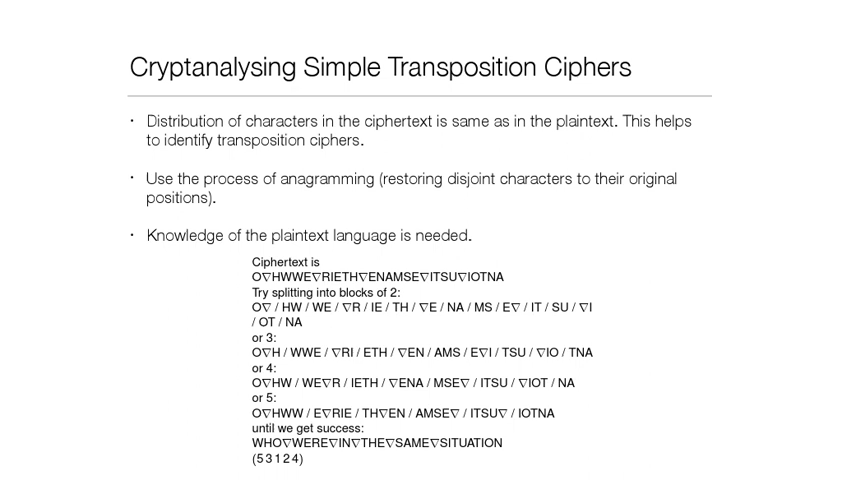 Cryptanalysing Simple Transposition Ciphers
• Distribution of characters in the ciphertext is same as in the plaintext. This helps
to identify transposition ciphers.
• Use the process of anagramming (restoring disjoint characters to their original
positions).
• Knowledge of the plaintext language is needed.
Ciphertext is
O▽HWWE▽RIETH▽ENAMSE▽ITSU▽IOTNA
Try splitting into blocks of 2:
O▽ / HW / WE / ▽R / IE / TH / ▽E / NA / MS / E▽ / IT / SU / ▽I
/ OT / NA
or 3:
O▽H / WWE / ▽RI / ETH / ▽EN / AMS / E▽I / TSU / ▽IO / TNA
or 4:
O▽HW / WE▽R / IETH / ▽ENA / MSE▽ / ITSU / ▽IOT / NA
or 5:
O▽HWW / E▽RIE / TH▽EN / AMSE▽ / ITSU▽ / IOTNA
until we get success:
WHO▽WERE▽IN▽THE▽SAME▽SITUATION
(5 3 1 2 4)